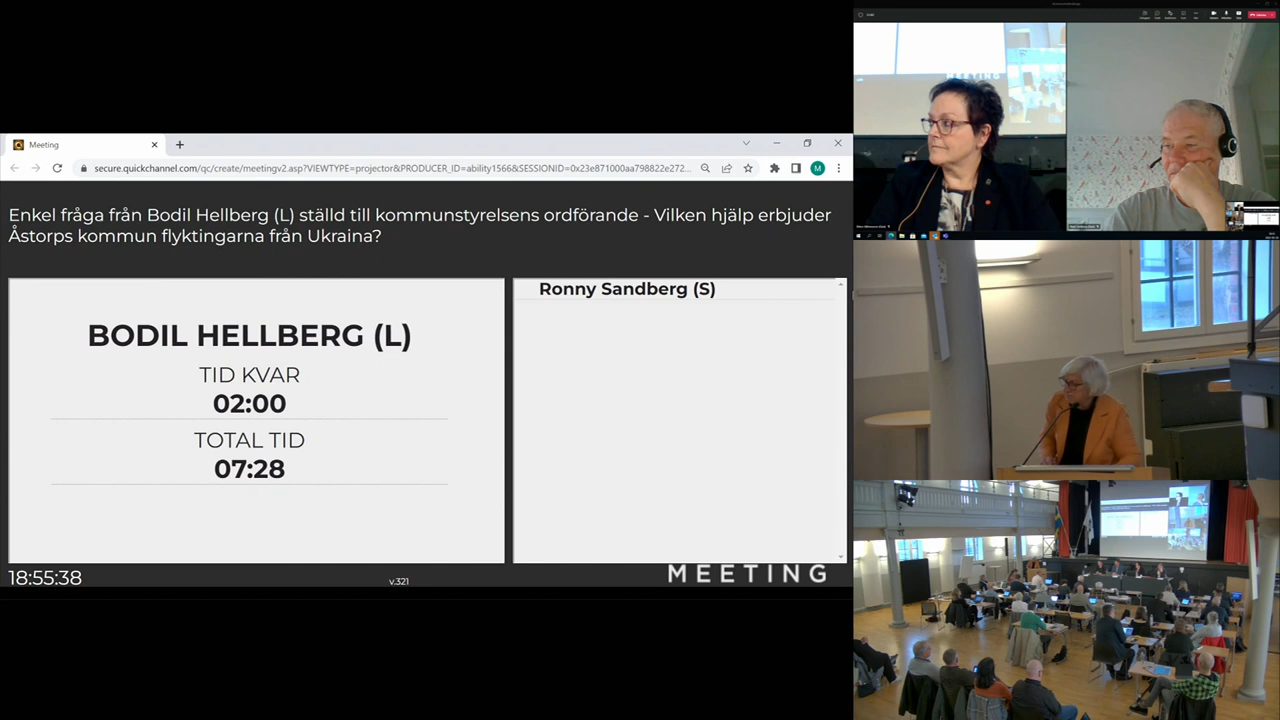 Meeting
secure.quickchannel.com/qc/create/meetingv2.asp?VIEWTYPE=projector&PRODUCER_ID=ability1566&SESSIONID=0x23e871000aa798822e272...
M
Enkel fråga från Bodil Hellberg (L) ställd till kommunstyrelsens ordförande - Vilken hjälp erbjuder
Åstorps kommun flyktingarna från Ukraina?
BODIL HELLBERG (L)
TID KVAR
02:00
TOTAL TID
07:28
Ronny Sandberg (S)
18:55:38
v.321
MEETING
MEETING